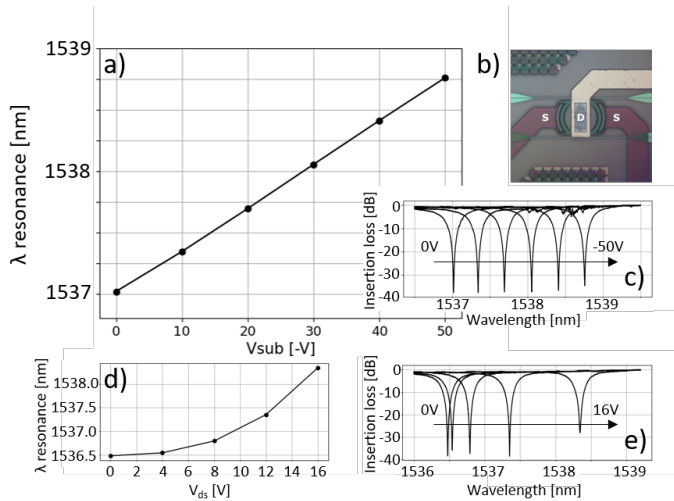 a)
1539
1538
1537
λ resonance [nm]
0 10 20 30 40 50
Vsub [-V]
b)
S D S
Insertion loss [dB]
0
-10
-20
-30
-40
0V -50V
c)
1537 1538 1539
Wavelength [nm]
d)
λ resonance [nm]
1538.0
1537.5
1537.0
1536.5
0 2 4 6 8 10 12 14 16
Vds [V]
Insertion loss [dB]
0
-10
-20
-30
-40
0V 16V
e)
1536 1537 1538 1539
Wavelength [nm]